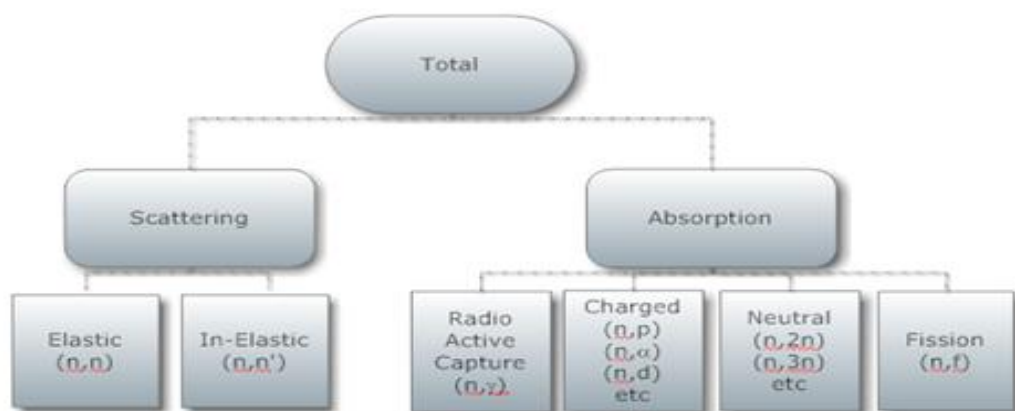 Total
Scattering
Absorption
Elastic
(n,n)
In-Elastic
(n,n')
Radio
Active
Capture
(n,γ)
Charged
(n,p)
(n,α)
(n,d)
etc
Neutral
(n,2n)
(n,3n)
etc
Fission
(n,f)